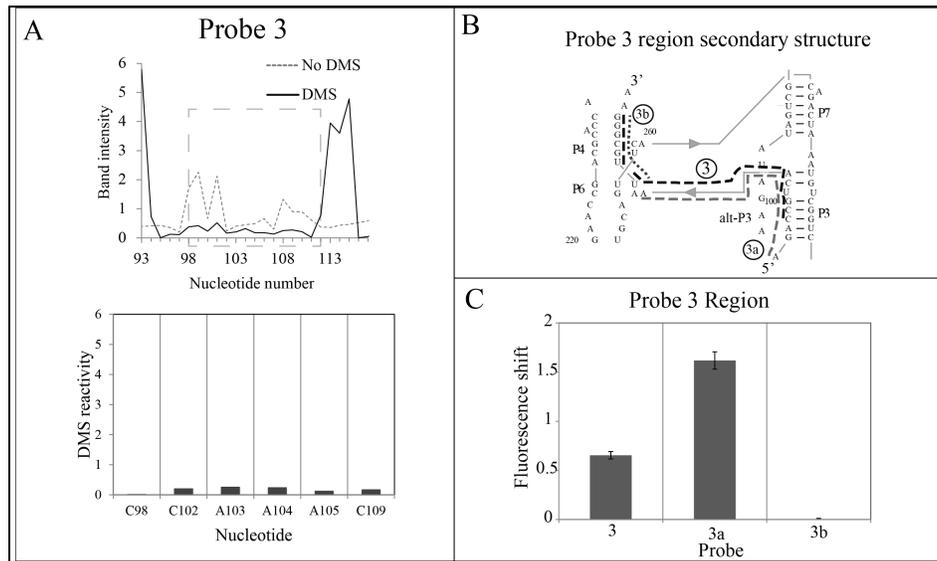 A
Probe 3
No DMS
DMS
Band intensity
6
5
4
3
2
1
0
93
98
103
108
113
Nucleotide number
DMS reactivity
6
5
4
3
2
1
0
C98
C102
A103
A104
A105
C109
Nucleotide
B
Probe 3 region secondary structure
3'
3b
260
P4
P6
220
3
alt-P3
100
3a
5'
P7
P3
C
Probe 3 Region
Fluorescence shift
2
1.5
1
0.5
0
3
3a
3b
Probe